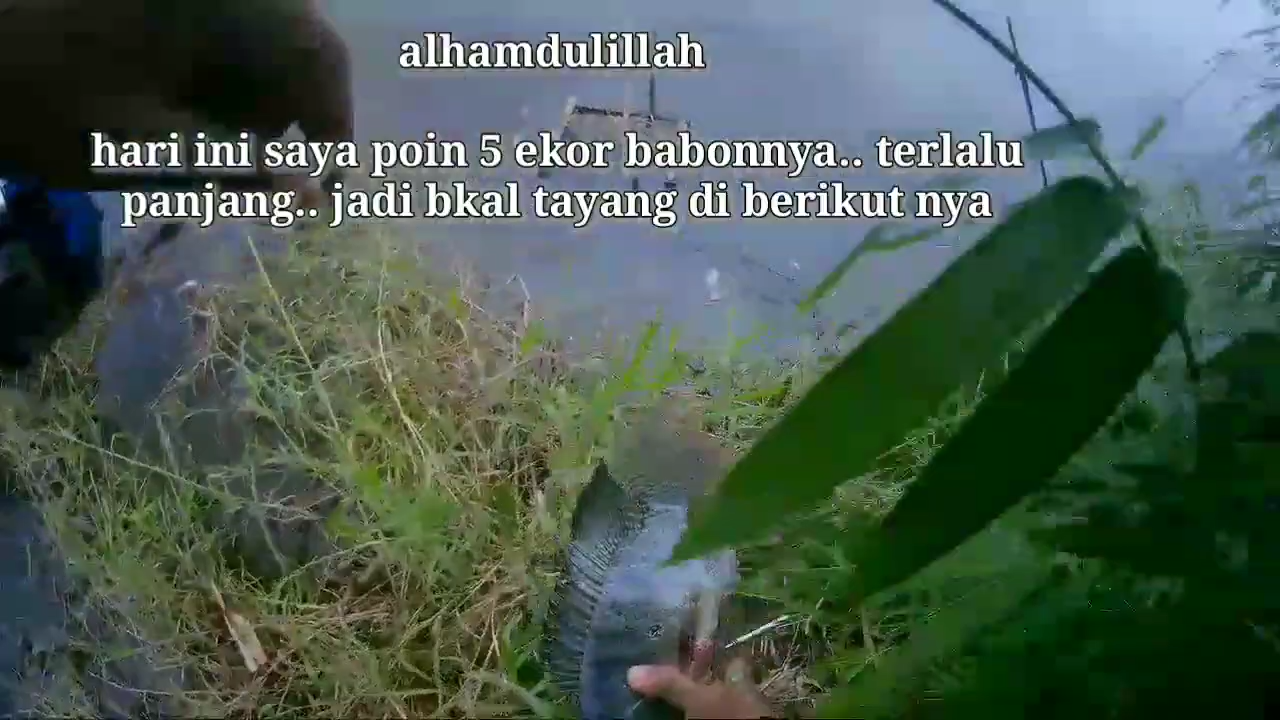 alhamdulillah
hari ini saya poin 5 ekor babonnya.. terlalu
panjang.. jadi bkal tayang di berikut nya